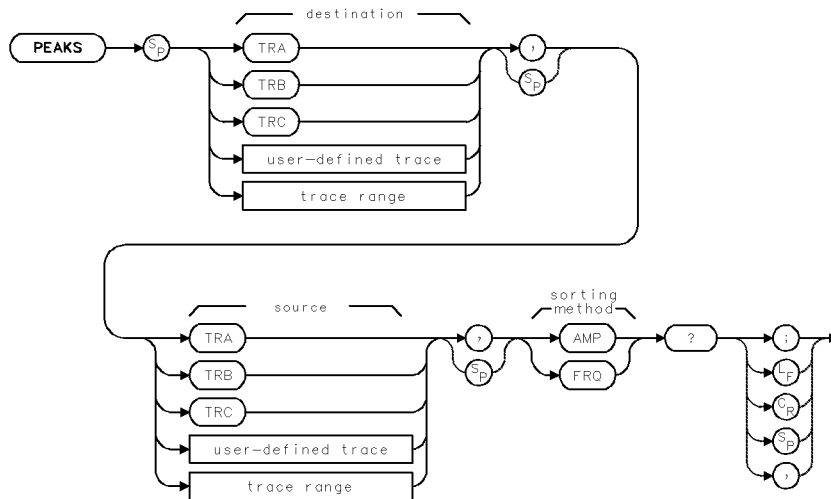 destination
PEAKS SP TRA ,
TRB SP
TRC
user-defined trace
trace range
source
sorting
method
TRA , AMP ? ;
TRB SP FRQ LF
TRC CR
user-defined trace SP
trace range ,